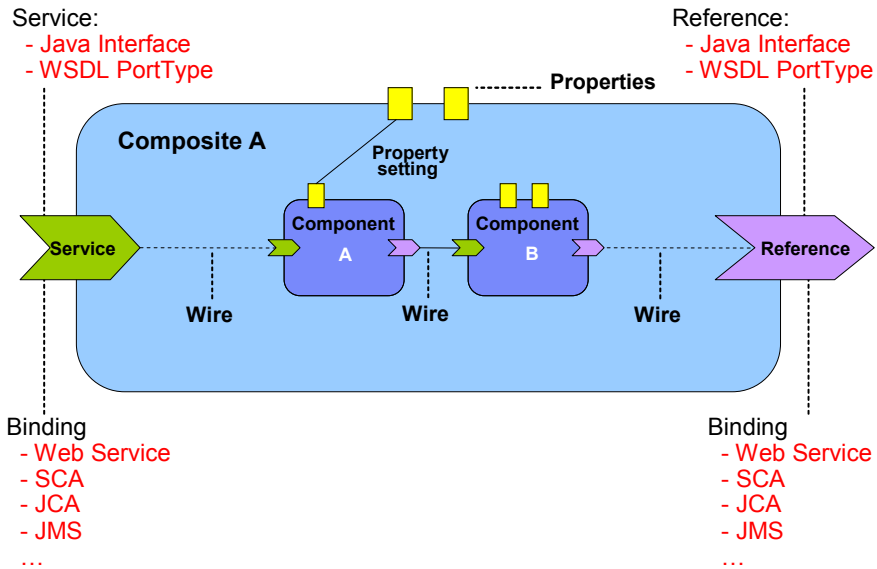 Service:
- Java Interface
- WSDL PortType
Reference:
- Java Interface
- WSDL PortType
Properties
Composite A
Property
setting
Component
A
Component
B
Service
Reference
Wire
Wire
Wire
Binding
- Web Service
- SCA
- JCA
- JMS
…
Binding
- Web Service
- SCA
- JCA
- JMS
…